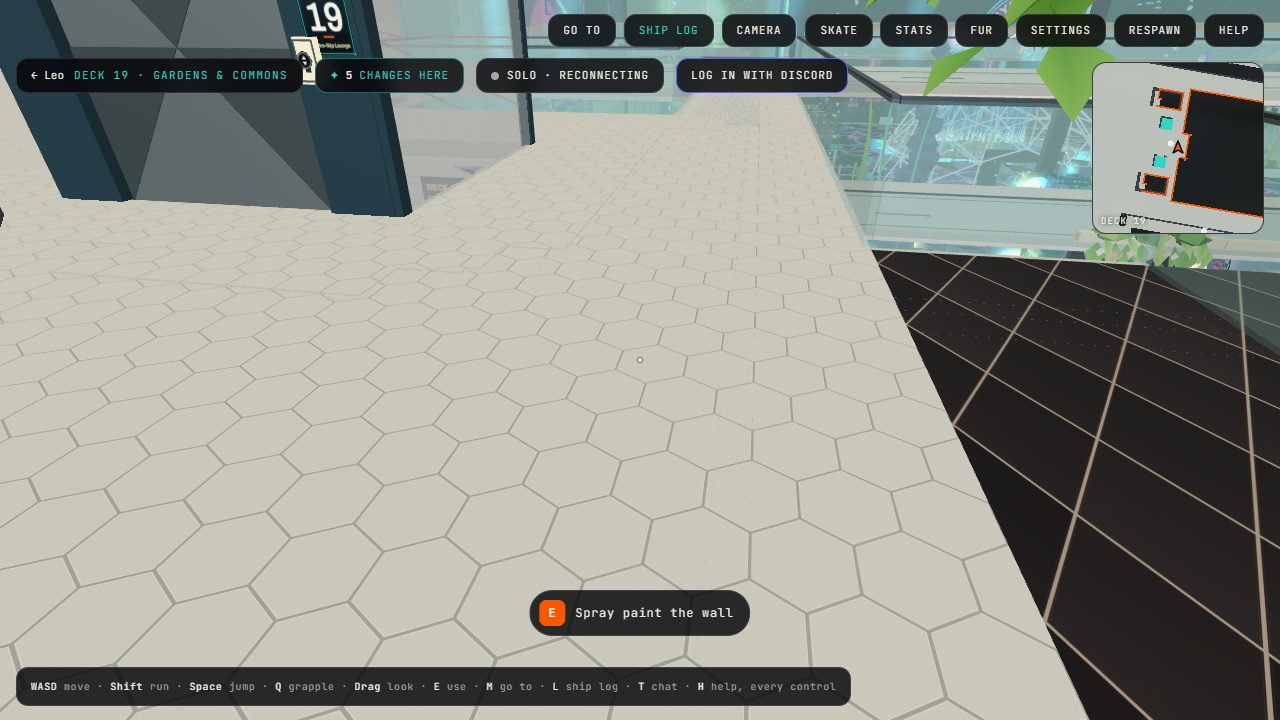 GO TO
SHIP LOG
CAMERA
SKATE
STATS
FUR
SETTINGS
RESPAWN
HELP
← Leo DECK 19 · GARDENS & COMMONS
✦ 5 CHANGES HERE
SOLO · RECONNECTING
LOG IN WITH DISCORD
19
DECK 19
E Spray paint the wall
WASD move · Shift run · Space jump · Q grapple · Drag look · E use · M go to · L ship log · T chat · H help, every control